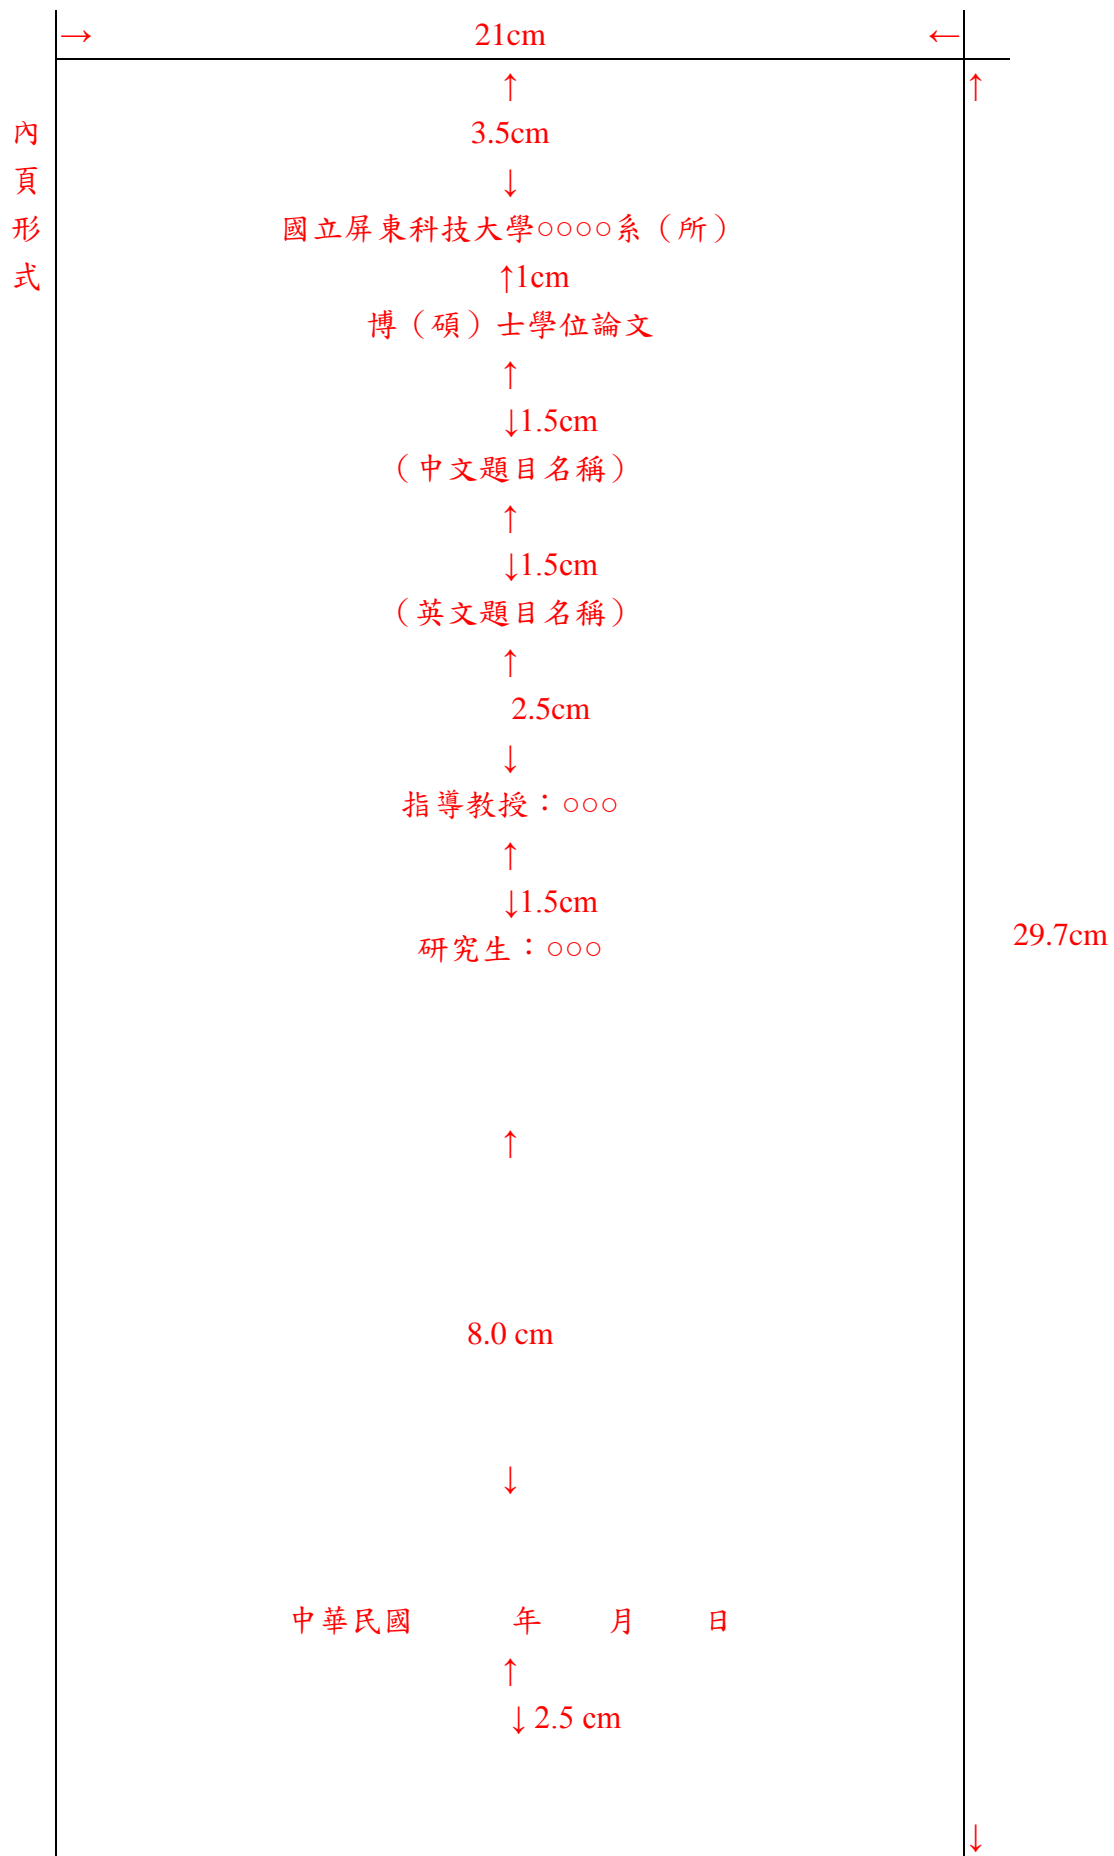 → 21cm ←
↑ ↑
3.5cm
↓
內頁形式
國立屏東科技大學○○○○系（所）
↑1cm
博（碩）士學位論文
↑
↓1.5cm
（中文題目名稱）
↑
↓1.5cm
（英文題目名稱）
↑
2.5cm
↓
指導教授：○○○
↑
↓1.5cm
研究生：○○○
29.7cm
↑
8.0 cm
↓
中華民國 年 月 日
↑
↓ 2.5 cm
↓